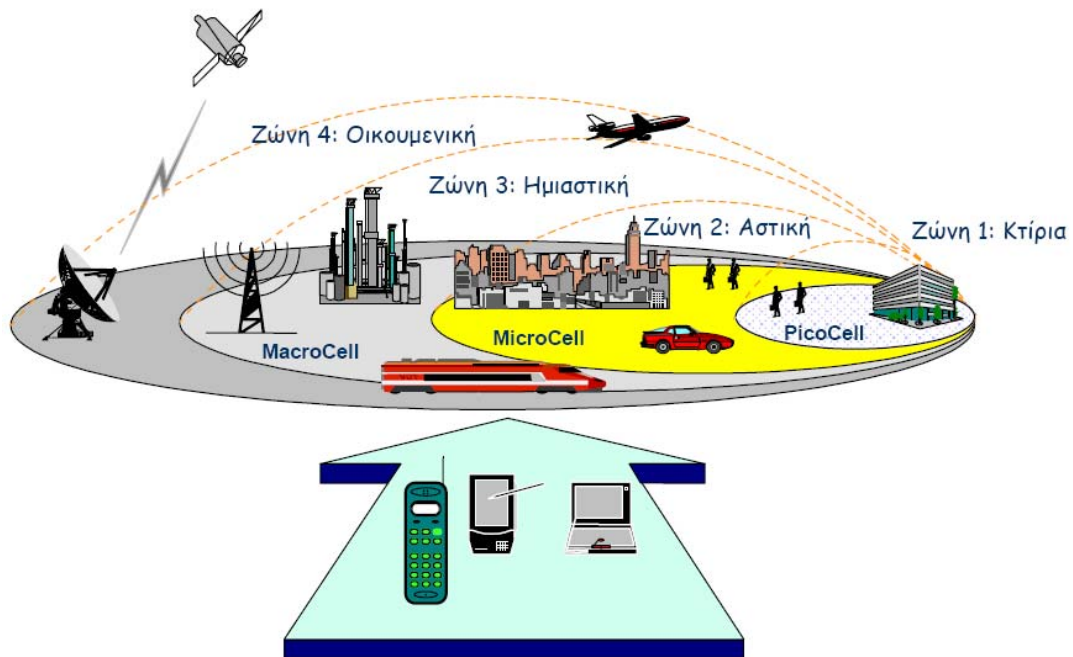 Ζώνη 4: Οικουμενική
Ζώνη 3: Ημιαστική
Ζώνη 2: Αστική
Ζώνη 1: Κτίρια
MacroCell
MicroCell
PicoCell